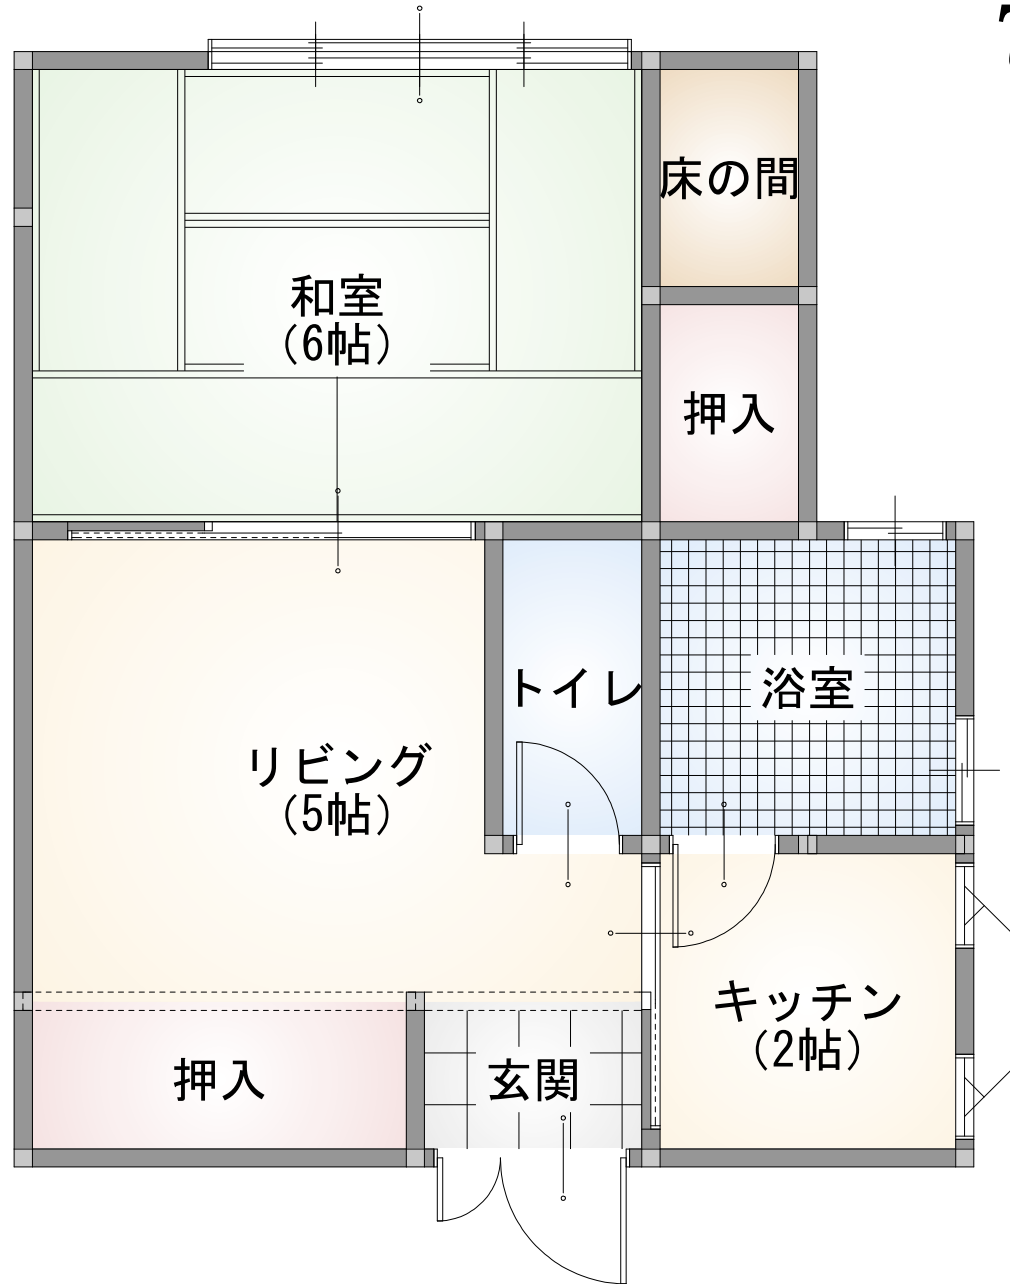 床の間
和室
(6帖)
押入
トイレ
浴室
リビング
(5帖)
キッチン
(2帖)
押入
玄関